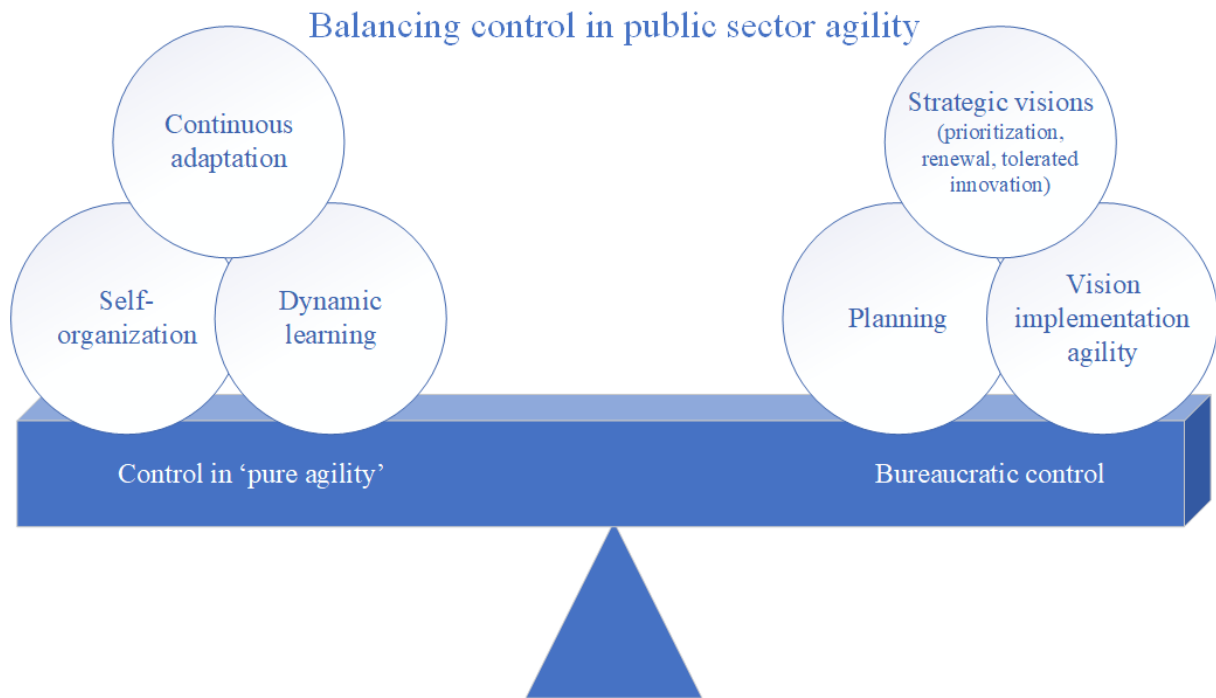 Balancing control in public sector agility
Continuous
adaptation
Self-
organization
Dynamic
learning
Strategic visions
(prioritization,
renewal, tolerated
innovation)
Planning
Vision
implementation
agility
Control in ‘pure agility’
Bureaucratic control